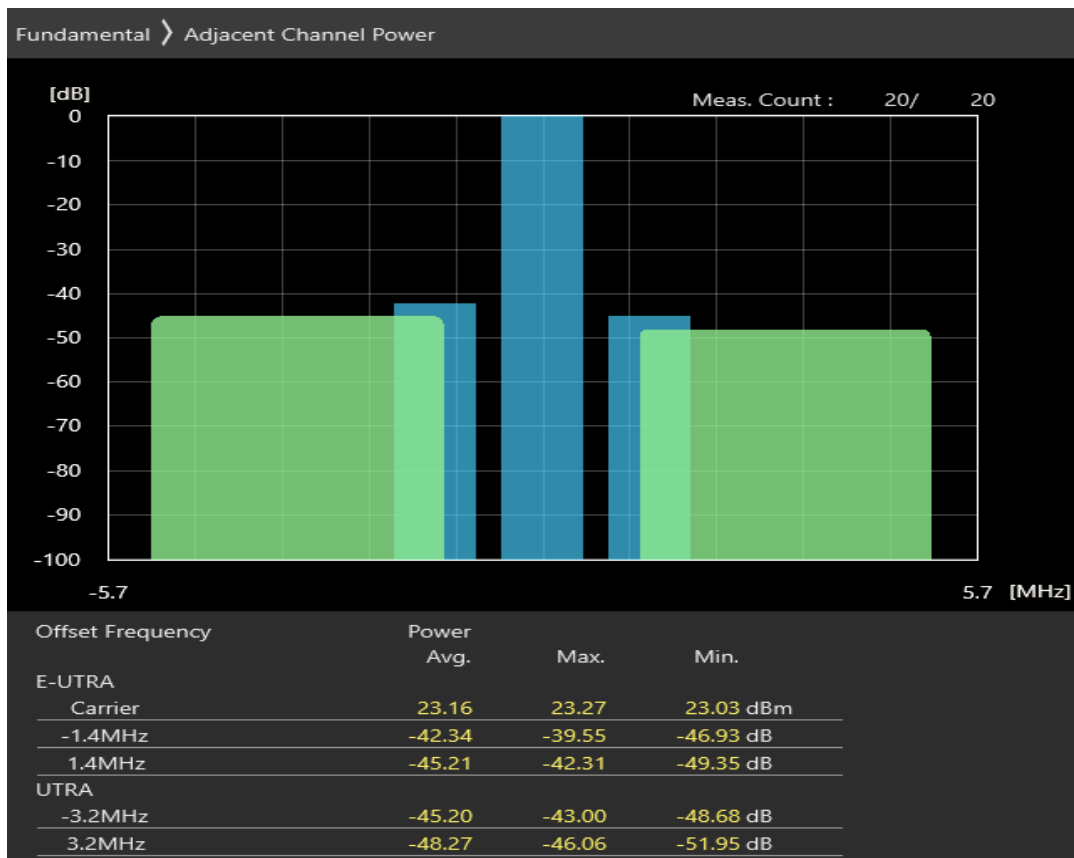 Fundamental 〉 Adjacent Channel Power
[dB]
Meas. Count : 20/ 20
0
-10
-20
-30
-40
-50
-60
-70
-80
-90
-100
-5.7 5.7 [MHz]
Offset Frequency Power
Avg. Max. Min.
E-UTRA
Carrier 23.16 23.27 23.03 dBm
-1.4MHz -42.34 -39.55 -46.93 dB
1.4MHz -45.21 -42.31 -49.35 dB
UTRA
-3.2MHz -45.20 -43.00 -48.68 dB
3.2MHz -48.27 -46.06 -51.95 dB